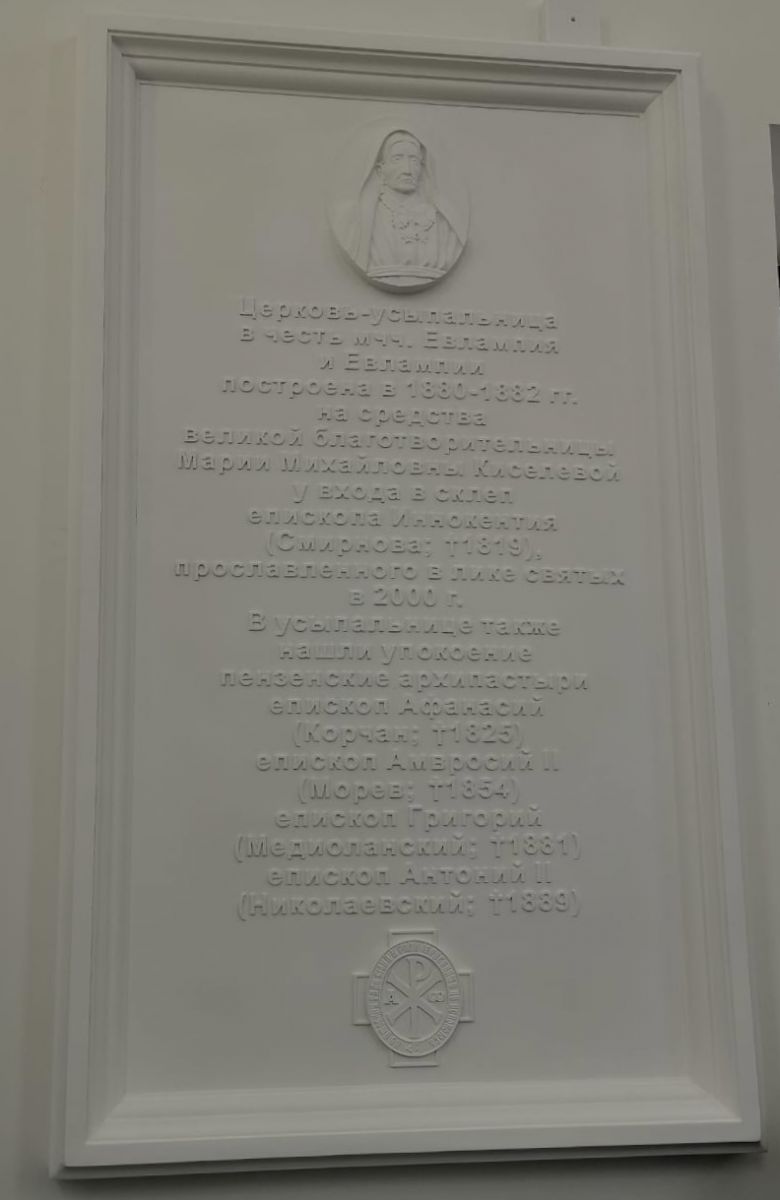 Церковь-усыпальница
в честь мчч. Евлампия
и Евлампии
построена в 1880-1882 гг.
на средства
великой благотворительницы
Марии Михайловны Киселевой
у входа в склеп
епископа Иннокентия
(Смирнова; †1819),
прославленного в лике святых
в 2000 г.
В усыпальнице также
нашли упокоение
пензенские архипастыри
епископ Афанасий
(Корчан; †1825)
епископ Амвросий II
(Морев; †1854)
епископ Григорий
(Медиоланский; †1881)
епископ Антоний II
(Николаевский; †1889)